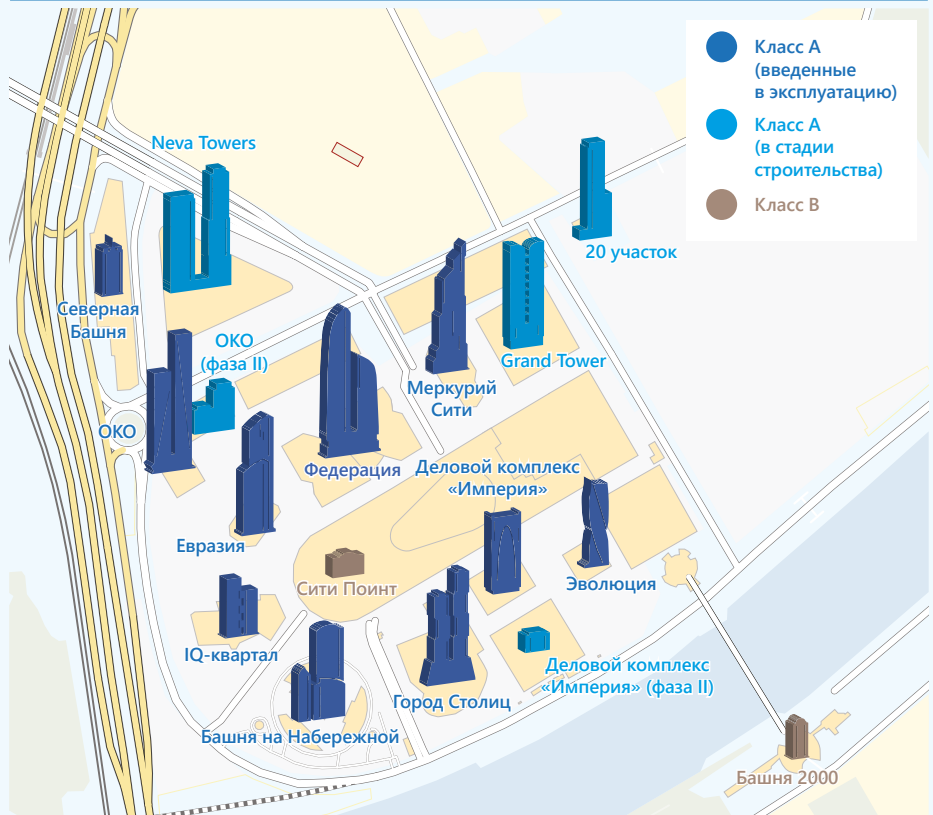 Класс А
(введенные
в эксплуатацию)
Класс А
(в стадии
строительства)
Класс В
Neva Towers
20 участок
Северная
Башня
ОКО
(фаза II)
Grand Tower
Меркурий
Сити
ОКО
Федерация
Деловой комплекс
«Империя»
Евразия
Сити Поинт
Эволюция
IQ-квартал
Деловой комплекс
«Империя» (фаза II)
Город Столиц
Башня на Набережной
Башня 2000